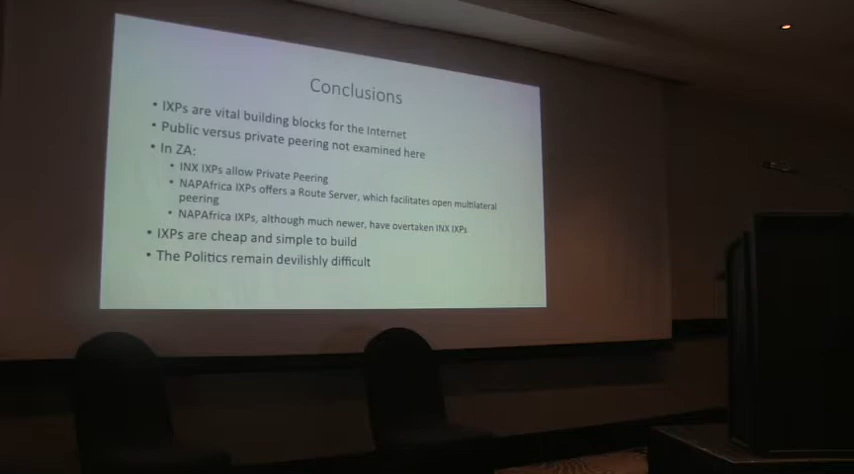 Conclusions
• IXPs are vital building blocks for the Internet
• Public versus private peering not examined here
• In ZA:
• INX IXPs allow Private Peering
• NAPAfrica IXPs offers a Route Server, which facilitates open multilateral
peering
• NAPAfrica IXPs, although much newer, have overtaken INX IXPs
• IXPs are cheap and simple to build
• The Politics remain devilishly difficult